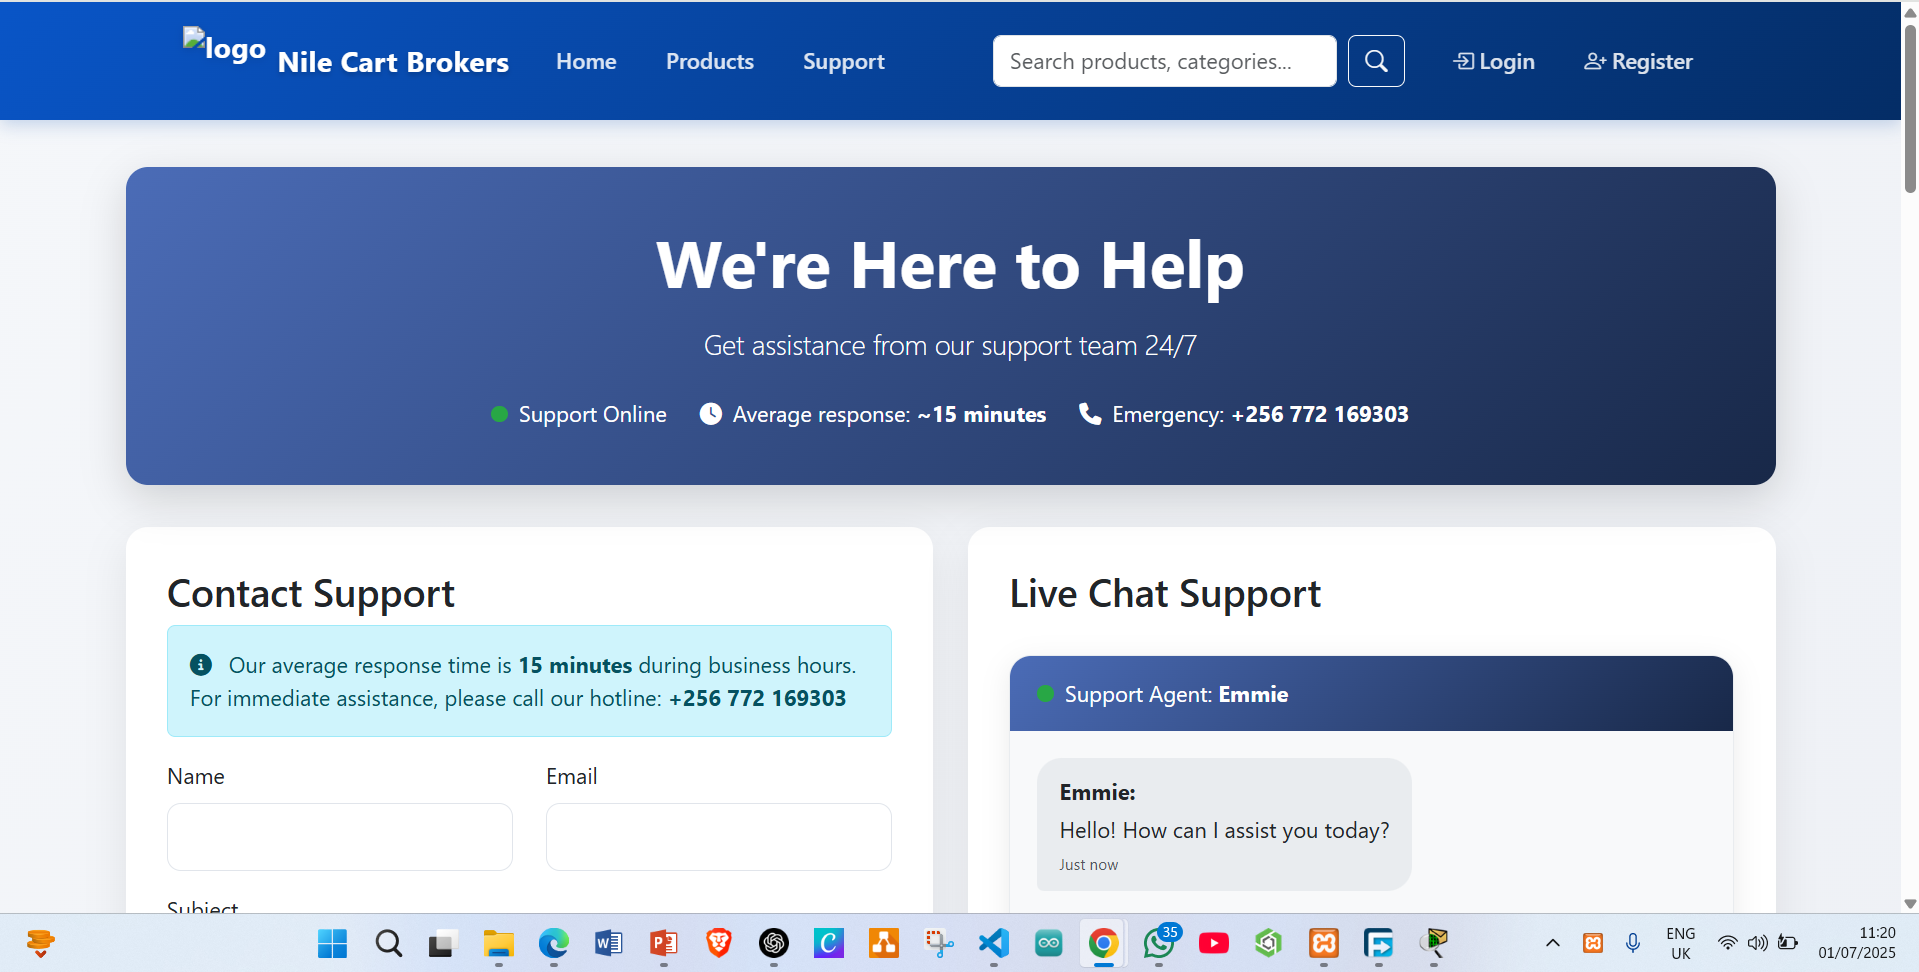 logo Nile Cart Brokers Home Products Support Search products, categories... Login Register
We're Here to Help
Get assistance from our support team 24/7
Support Online Average response: ~15 minutes Emergency: +256 772 169303
Contact Support
Our average response time is 15 minutes during business hours.
For immediate assistance, please call our hotline: +256 772 169303
Name Email
Subject
Live Chat Support
Support Agent: Emmie
Emmie:
Hello! How can I assist you today?
Just now
35
ENG
UK
11:20
01/07/2025